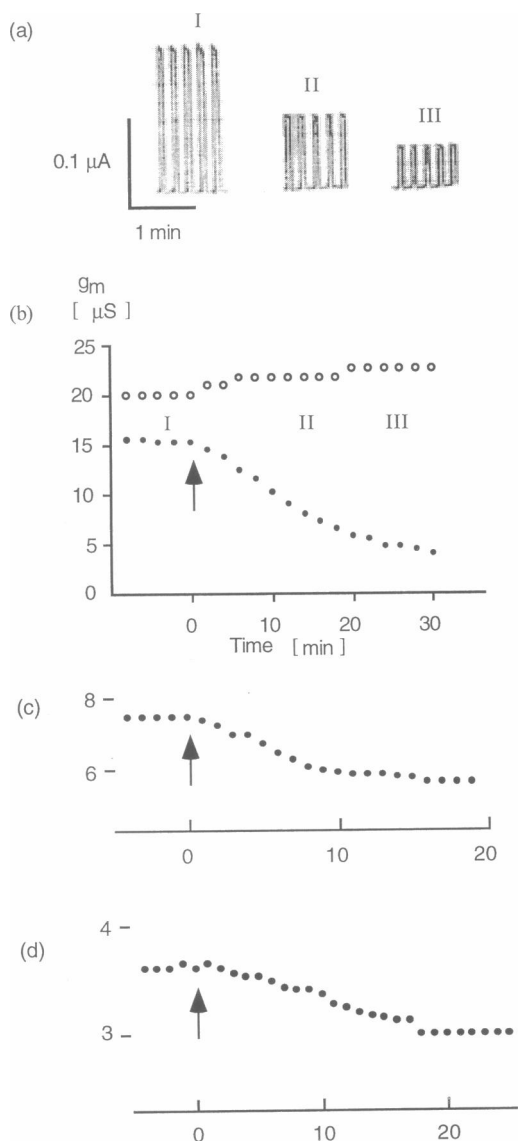 (a)
I
II
III
0.1 µA
1 min
gm
(b) [ µS ]
25
20
15
10
5
0
I II III
0 10 20 30
Time [ min ]
(c)
8
6
0 10 20
(d)
4
3
0 10 20